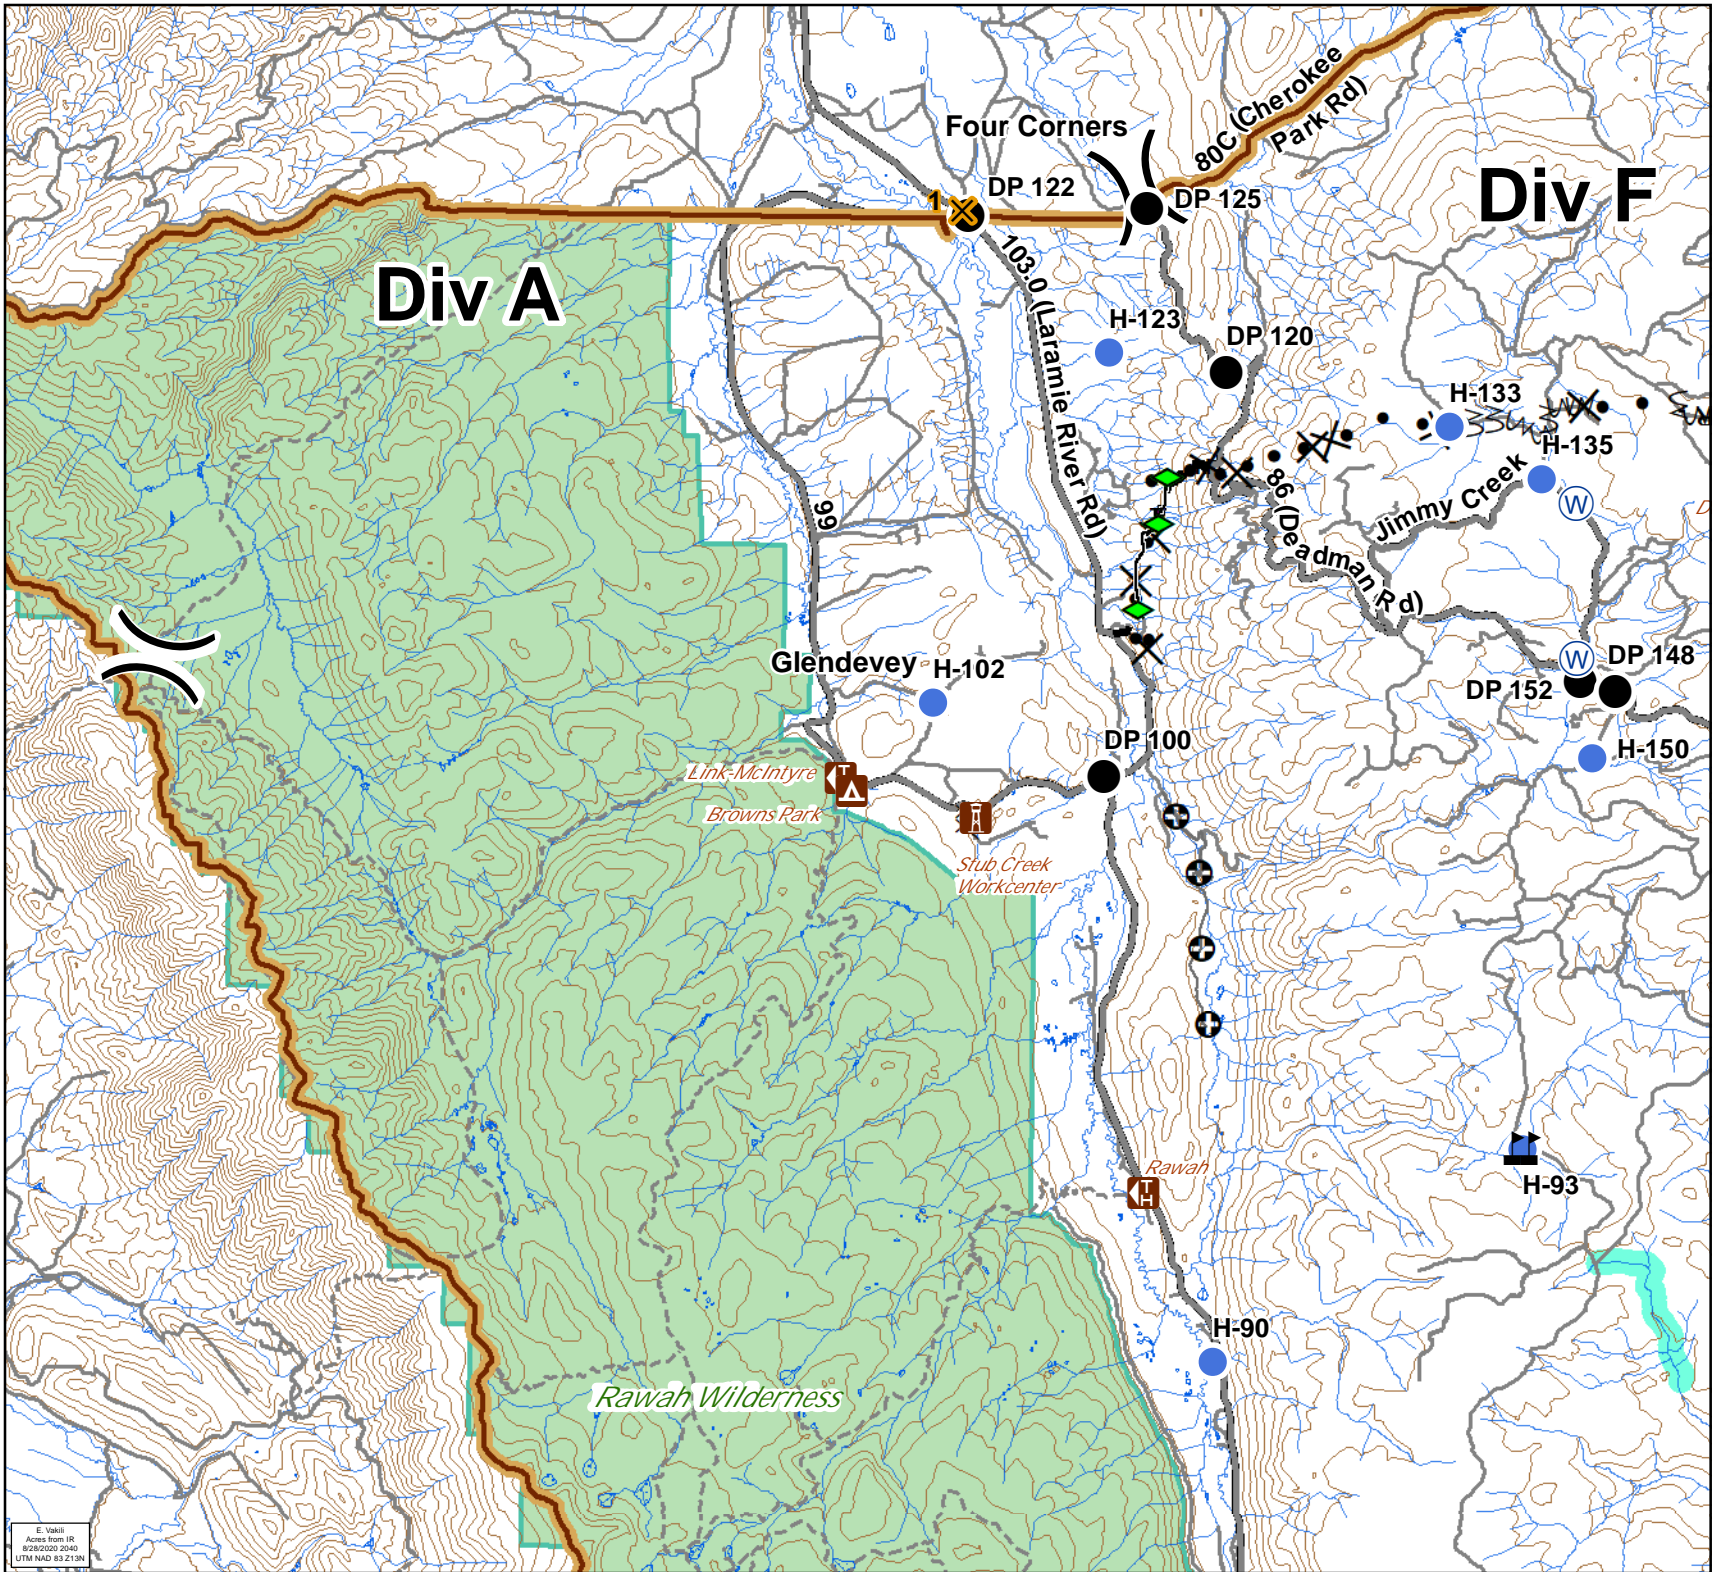 80C (Cherokee
Park Rd)
Four Corners
DP 122
DP 125
Div F
1
Div A
103.0 (Laramie River Rd)
H-123
DP 120
H-133
H-135
99
86 (Deadman Rd)
Jimmy Creek
W
W
DP 148
DP 152
Glendevey
H-102
DP 100
H-150
Link-McIntyre
T
Browns Park
Stub Creek
Workcenter
Rawah
T
H
H-93
H-90
Rawah Wilderness
E. Vakili
Acres from IR
8/28/2020 2040
UTM NAD 83 Z13N